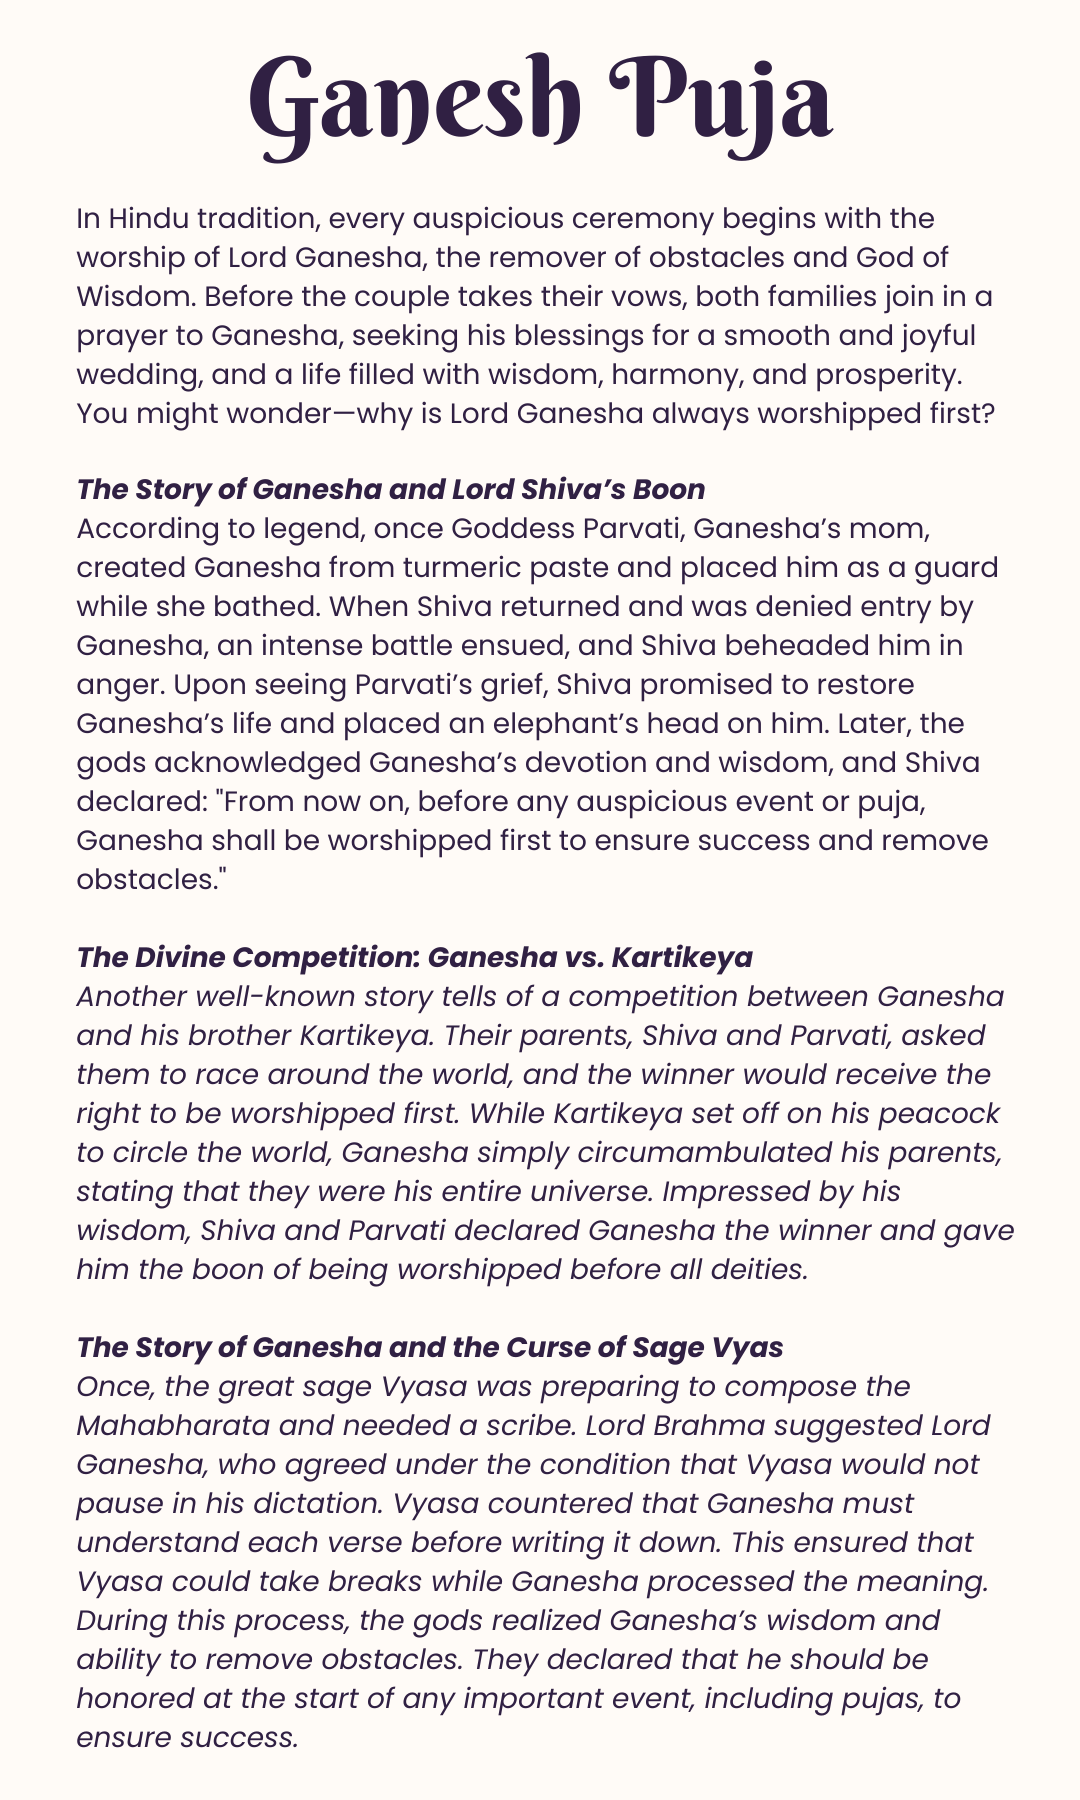 Ganesh Puja
In Hindu tradition, every auspicious ceremony begins with the
worship of Lord Ganesha, the remover of obstacles and God of
Wisdom. Before the couple takes their vows, both families join in a
prayer to Ganesha, seeking his blessings for a smooth and joyful
wedding, and a life filled with wisdom, harmony, and prosperity.
You might wonder—why is Lord Ganesha always worshipped first?
The Story of Ganesha and Lord Shiva’s Boon
According to legend, once Goddess Parvati, Ganesha’s mom,
created Ganesha from turmeric paste and placed him as a guard
while she bathed. When Shiva returned and was denied entry by
Ganesha, an intense battle ensued, and Shiva beheaded him in
anger. Upon seeing Parvati’s grief, Shiva promised to restore
Ganesha’s life and placed an elephant’s head on him. Later, the
gods acknowledged Ganesha’s devotion and wisdom, and Shiva
declared: "From now on, before any auspicious event or puja,
Ganesha shall be worshipped first to ensure success and remove
obstacles."
The Divine Competition: Ganesha vs. Kartikeya
Another well-known story tells of a competition between Ganesha
and his brother Kartikeya. Their parents, Shiva and Parvati, asked
them to race around the world, and the winner would receive the
right to be worshipped first. While Kartikeya set off on his peacock
to circle the world, Ganesha simply circumambulated his parents,
stating that they were his entire universe. Impressed by his
wisdom, Shiva and Parvati declared Ganesha the winner and gave
him the boon of being worshipped before all deities.
The Story of Ganesha and the Curse of Sage Vyas
Once, the great sage Vyasa was preparing to compose the
Mahabharata and needed a scribe. Lord Brahma suggested Lord
Ganesha, who agreed under the condition that Vyasa would not
pause in his dictation. Vyasa countered that Ganesha must
understand each verse before writing it down. This ensured that
Vyasa could take breaks while Ganesha processed the meaning.
During this process, the gods realized Ganesha’s wisdom and
ability to remove obstacles. They declared that he should be
honored at the start of any important event, including pujas, to
ensure success.